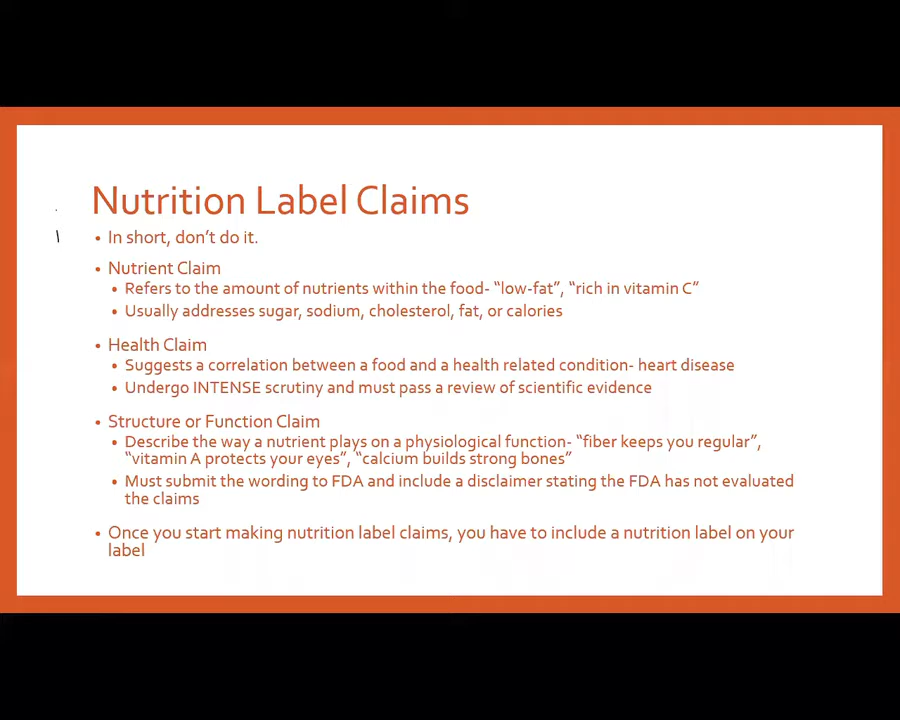 Nutrition Label Claims
• In short, don't do it.
• Nutrient Claim
• Refers to the amount of nutrients within the food- “low-fat”, “rich in vitamin C”
• Usually addresses sugar, sodium, cholesterol, fat, or calories
• Health Claim
• Suggests a correlation between a food and a health related condition- heart disease
• Undergo INTENSE scrutiny and must pass a review of scientific evidence
• Structure or Function Claim
• Describe the way a nutrient plays on a physiological function- “fiber keeps you regular”,
“vitamin A protects your eyes”, “calcium builds strong bones”
• Must submit the wording to FDA and include a disclaimer stating the FDA has not evaluated
the claims
• Once you start making nutrition label claims, you have to include a nutrition label on your
label